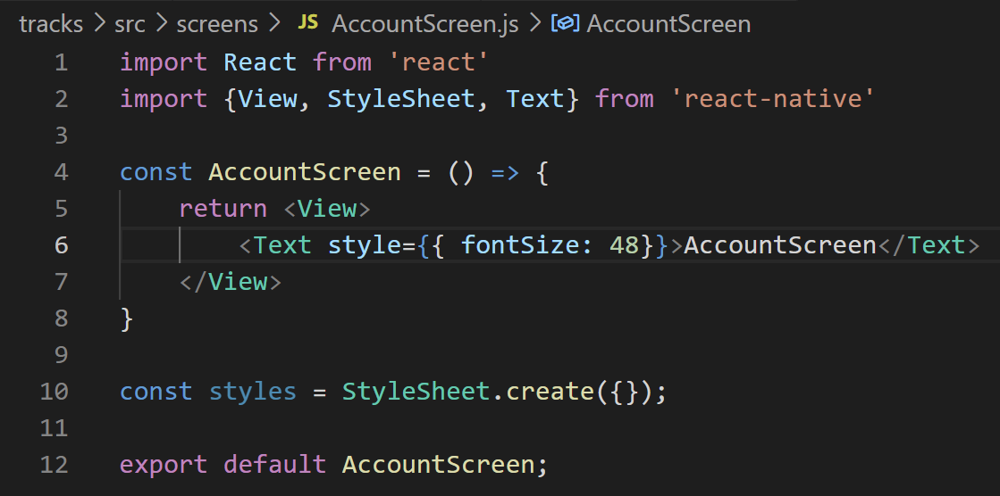 tracks > src > screens > JS AccountScreen.js > AccountScreen
1 import React from 'react'
2 import {View, StyleSheet, Text} from 'react-native'
3
4 const AccountScreen = () => {
5     return <View>
6         <Text style={{ fontSize: 48}}>AccountScreen</Text>
7     </View>
8 }
9
10 const styles = StyleSheet.create({});
11
12 export default AccountScreen;